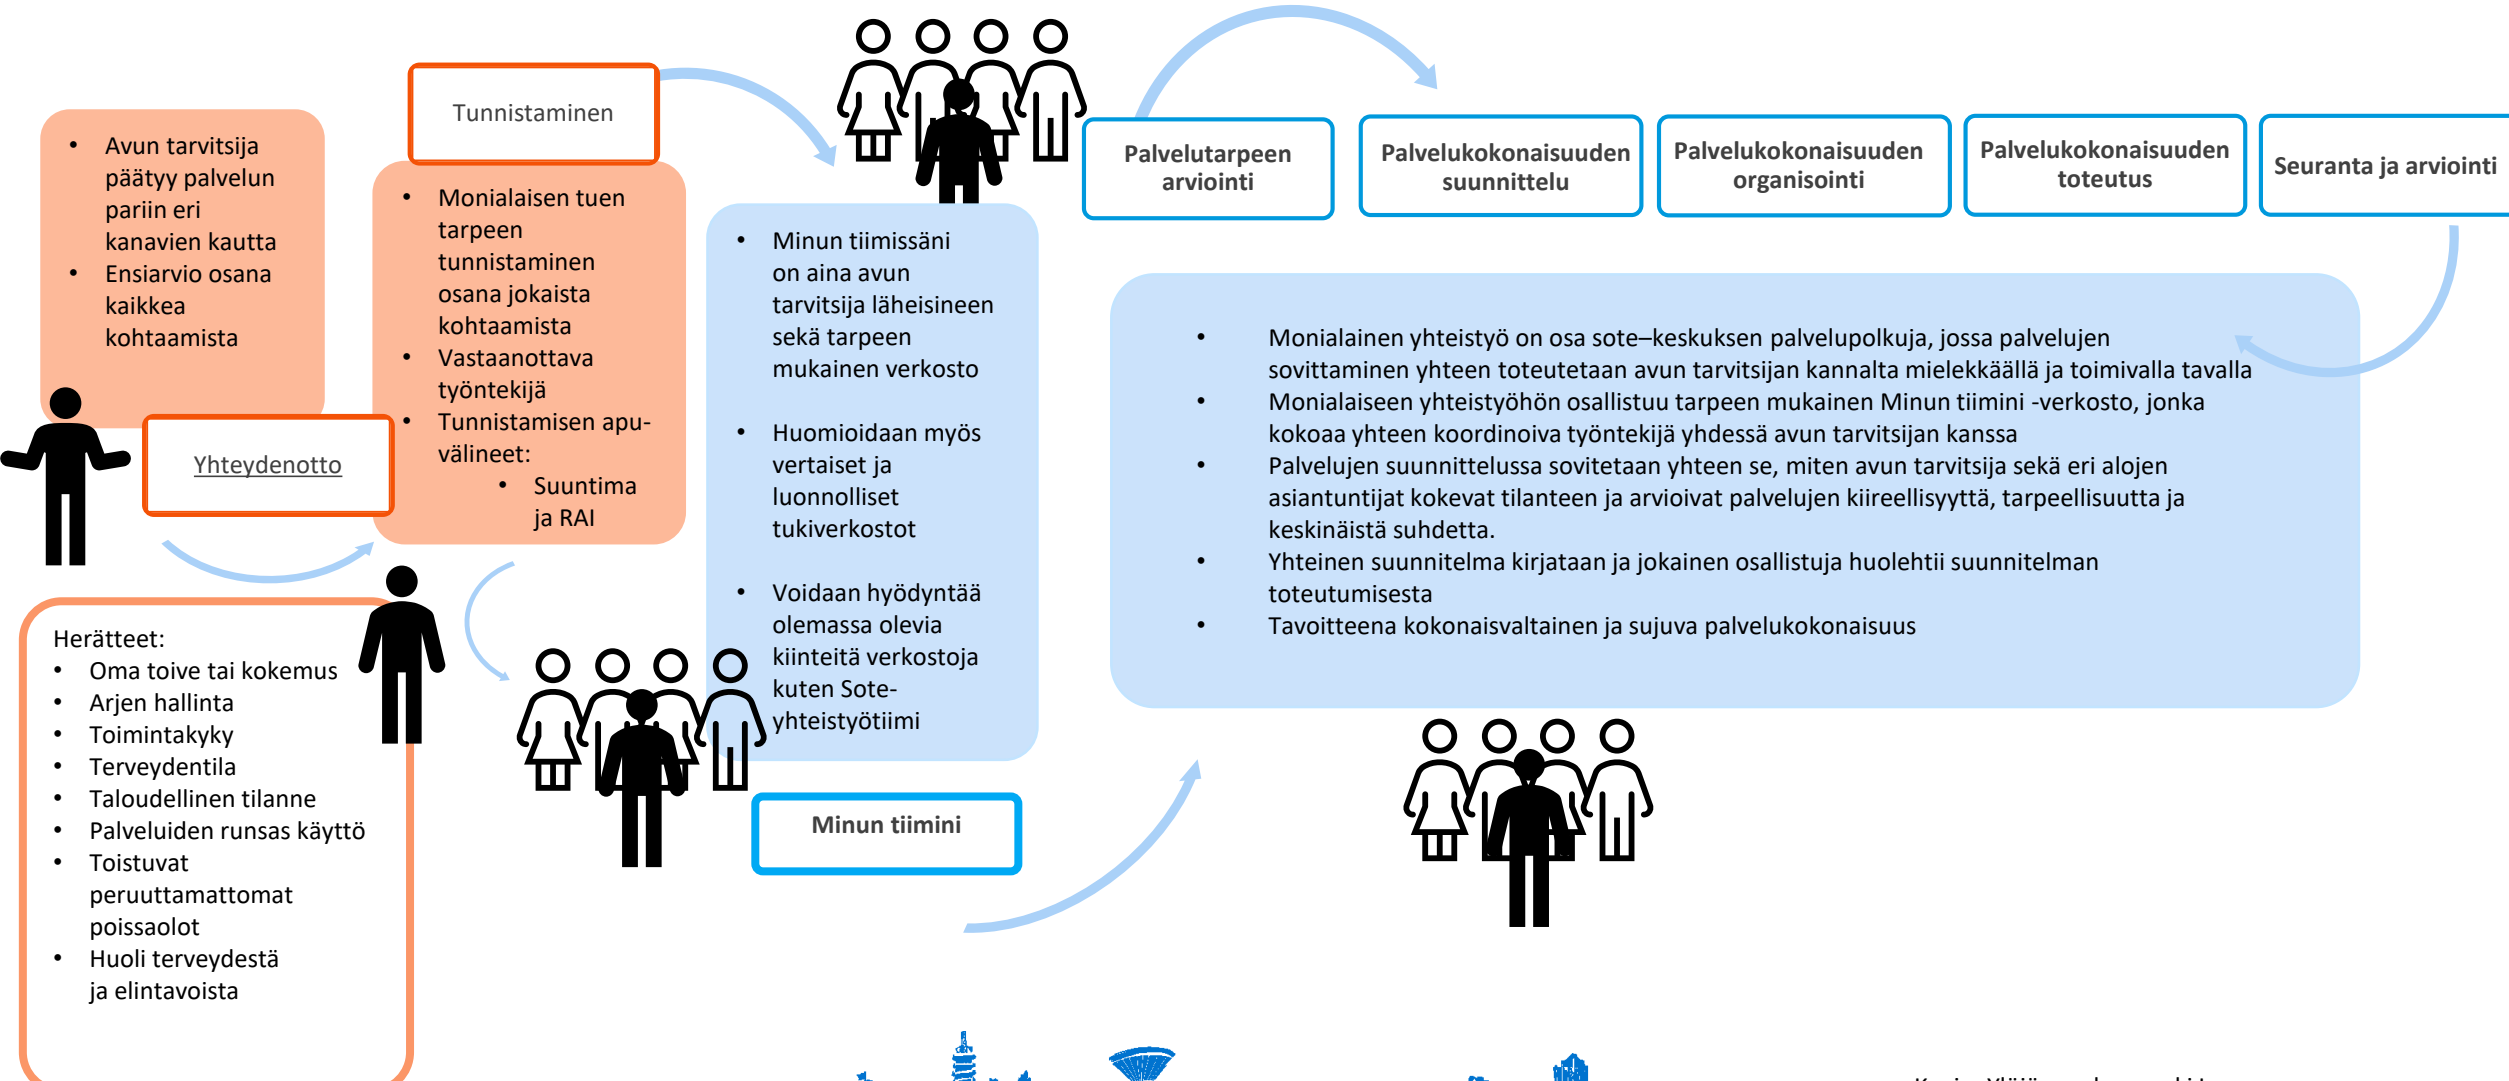 • Avun tarvitsija
päätyy palvelun
pariin eri
kanavien kautta
• Ensiarvio osana
kaikkea
kohtaamista
Yhteydenotto
Herätteet:
• Oma toive tai kokemus
• Arjen hallinta
• Toimintakyky
• Terveydentila
• Taloudellinen tilanne
• Palveluiden runsas käyttö
• Toistuvat
peruuttamattomat
poissaolot
• Huoli terveydestä
ja elintavoista
Tunnistaminen
• Monialaisen tuen
tarpeen
tunnistaminen
osana jokaista
kohtaamista
• Vastaanottava
työntekijä
• Tunnistamisen apu-
välineet:
• Suuntima
ja RAI
• Minun tiimissäni
on aina avun
tarvitsija läheisineen
sekä tarpeen
mukainen verkosto
• Huomioidaan myös
vertaiset ja
luonnolliset
tukiverkostot
• Voidaan hyödyntää
olemassa olevia
kiinteitä verkostoja
kuten Sote-
yhteistyötiimi
Minun tiimini
Palvelutarpeen
arviointi
Palvelukokonaisuuden
suunnittelu
Palvelukokonaisuuden
organisointi
Palvelukokonaisuuden
toteutus
Seuranta ja arviointi
• Monialainen yhteistyö on osa sote–keskuksen palvelupolkuja, jossa palvelujen
sovittaminen yhteen toteutetaan avun tarvitsijan kannalta mielekkäällä ja toimivalla tavalla
• Monialaiseen yhteistyöhön osallistuu tarpeen mukainen Minun tiimini -verkosto, jonka
kokoaa yhteen koordinoiva työntekijä yhdessä avun tarvitsijan kanssa
• Palvelujen suunnittelussa sovitetaan yhteen se, miten avun tarvitsija sekä eri alojen
asiantuntijat kokevat tilanteen ja arvioivat palvelujen kiireellisyyttä, tarpeellisuutta ja
keskinäistä suhdetta.
• Yhteinen suunnitelma kirjataan ja jokainen osallistuja huolehtii suunnitelman
toteutumisesta
• Tavoitteena kokonaisvaltainen ja sujuva palvelukokonaisuus